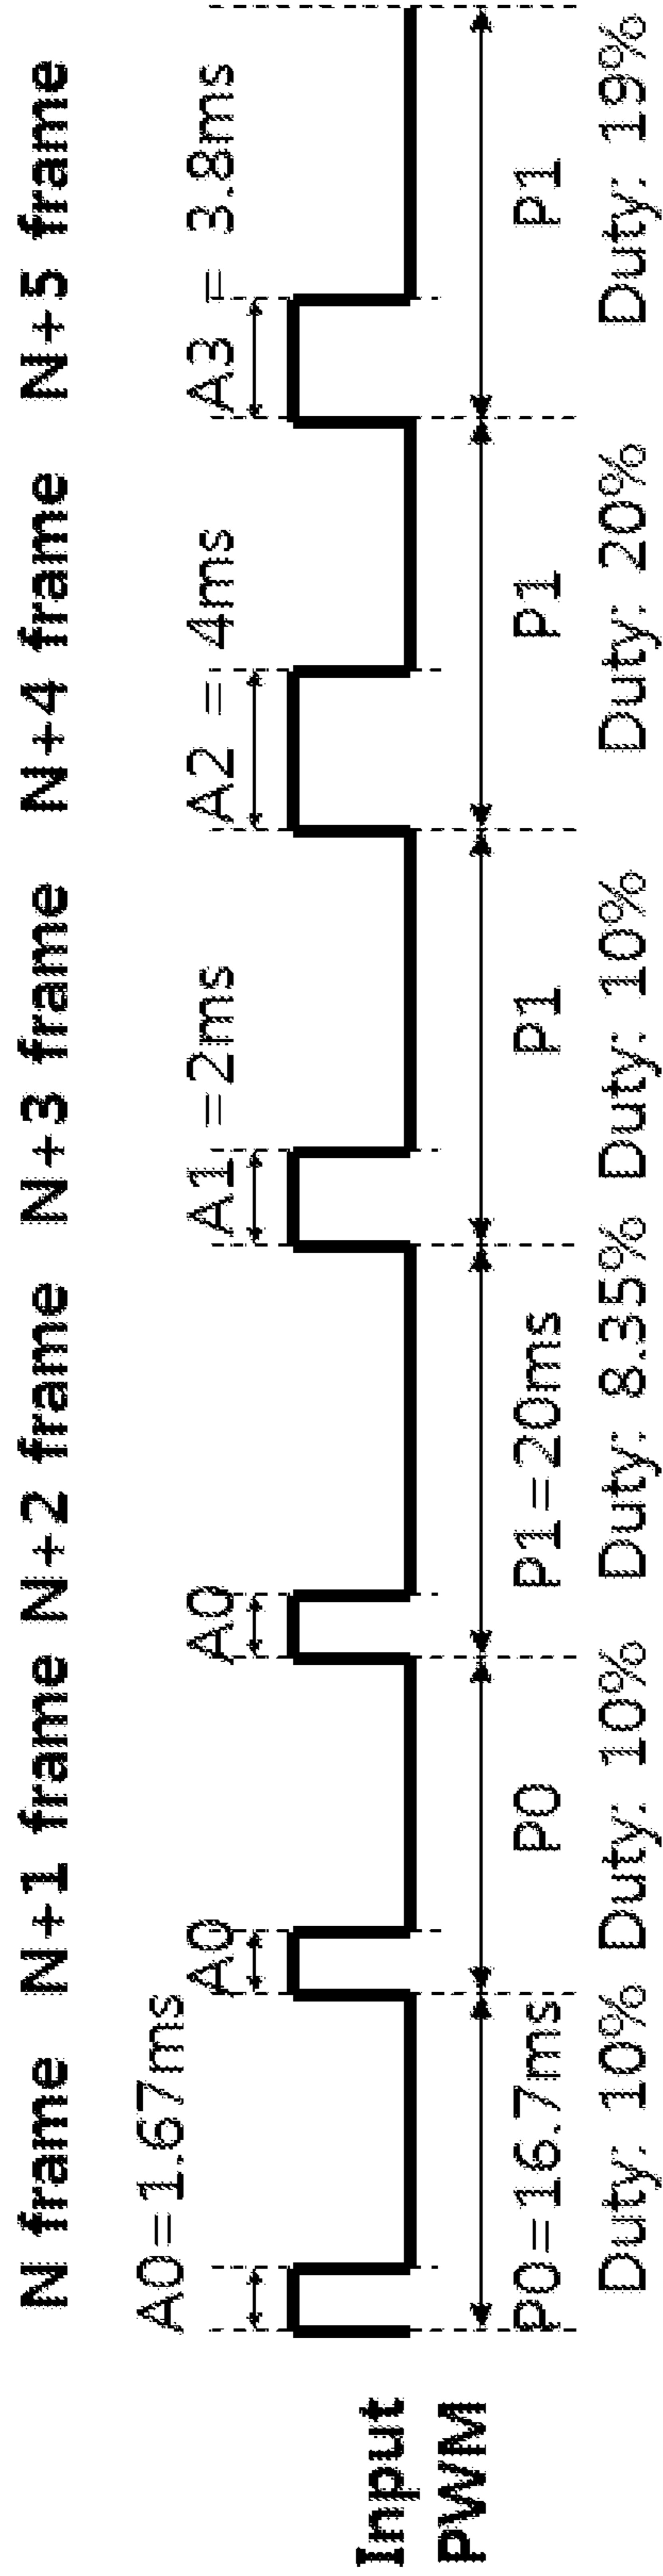 N frame N+1 frame N+2 frame N+3 frame N+4 frame N+5 frame
A0=1.67ms A0 A0 A1 =2ms A2 = 4ms A3 = 3.8ms
Input
PWM
P0=16.7ms P0 P1=20ms P1 P1 P1
Duty: 10% Duty: 10% Duty: 8.35% Duty: 10% Duty: 20% Duty: 19%